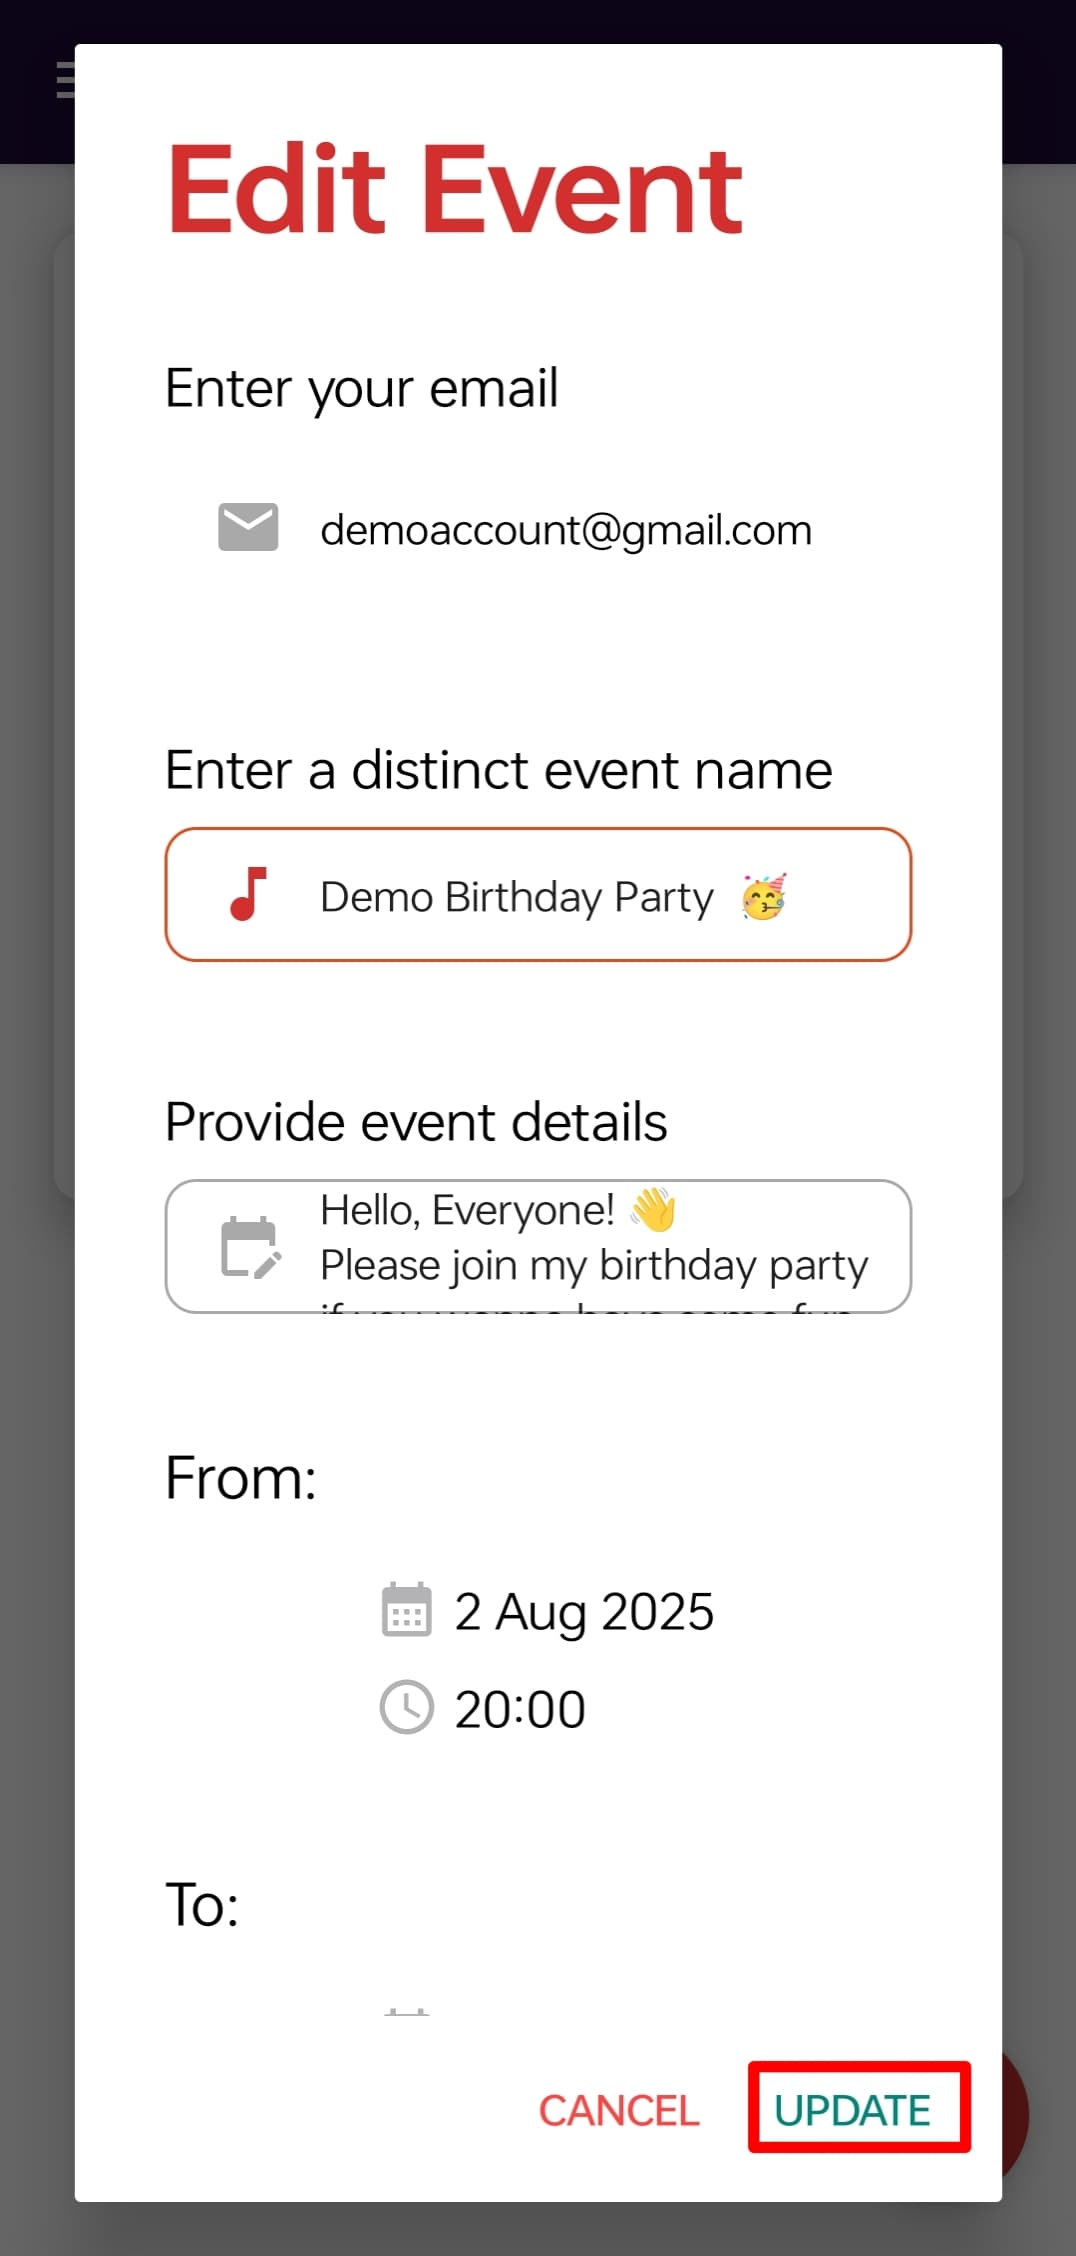 Edit Event
Enter your email
demoaccount@gmail.com
Enter a distinct event name
Demo Birthday Party 🥳
Provide event details
Hello, Everyone! 👋
Please join my birthday party
From:
2 Aug 2025
20:00
To:
CANCEL UPDATE